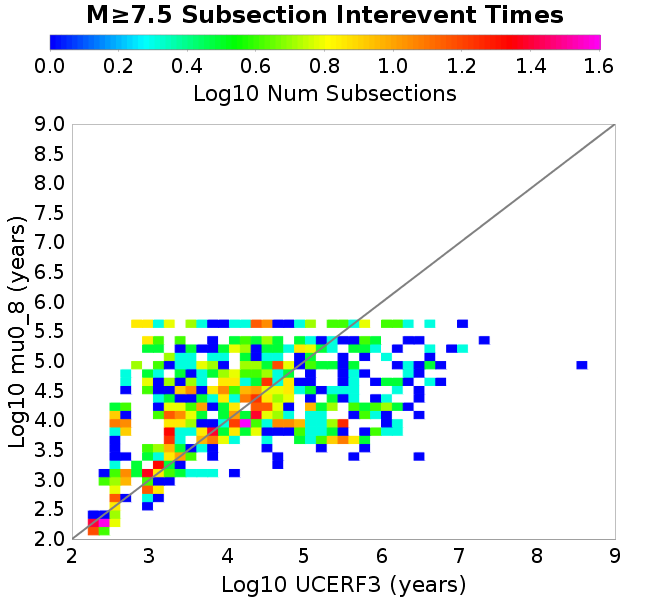 M≥7.5 Subsection Interevent Times
0.0 0.2 0.4 0.6 0.8 1.0 1.2 1.4 1.6
Log10 Num Subsections
9.0
8.5
8.0
7.5
7.0
6.5
6.0
5.5
5.0
4.5
4.0
3.5
3.0
2.5
2.0
Log10 mu0_8 (years)
2 3 4 5 6 7 8 9
Log10 UCERF3 (years)